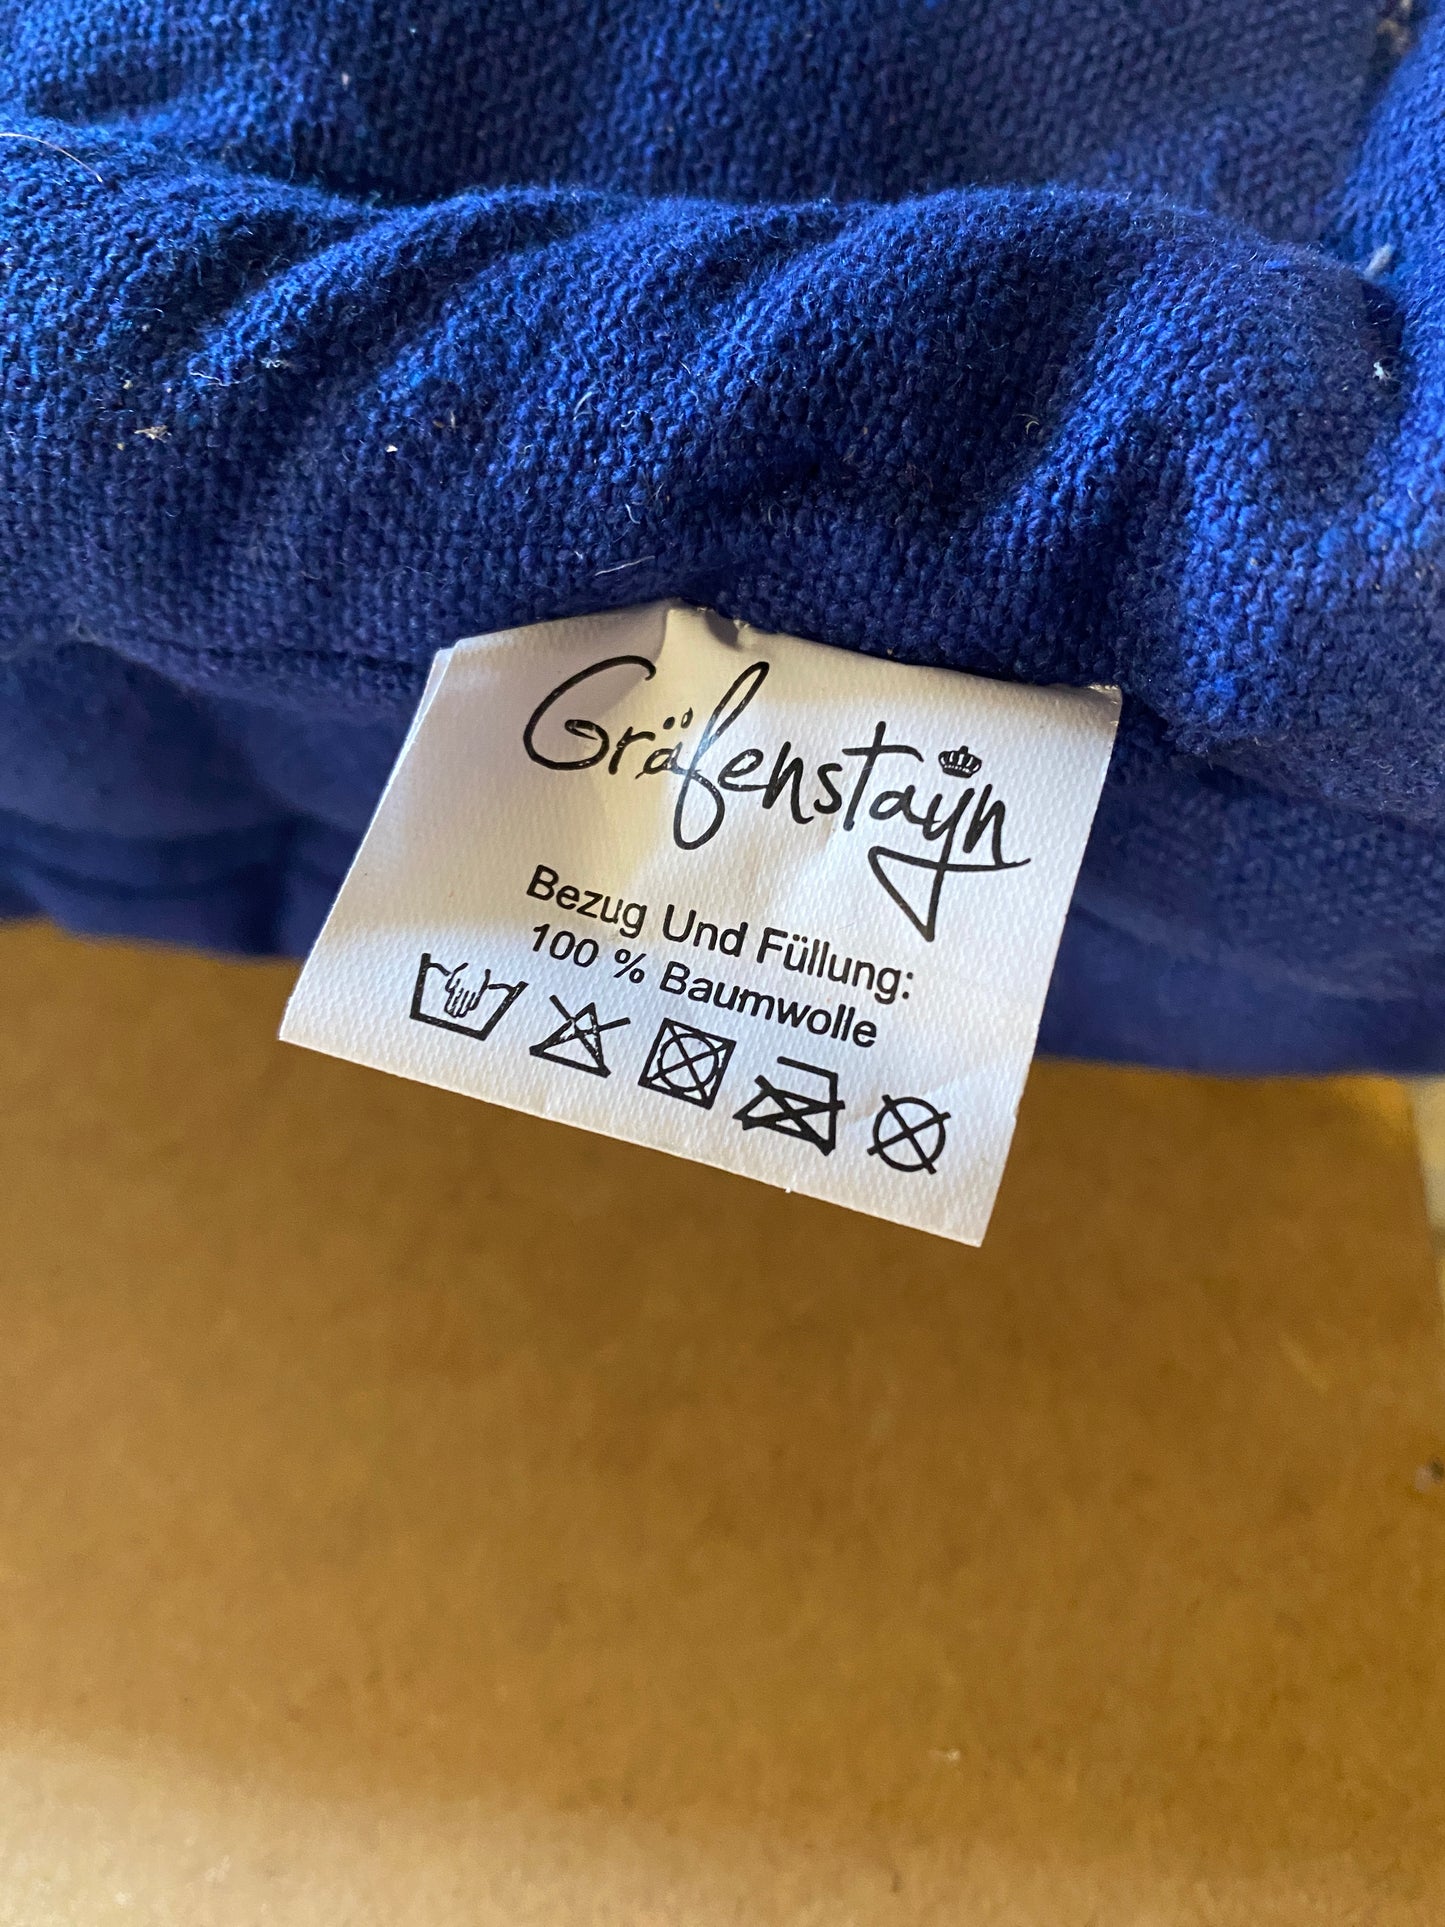 Gräfenstayn
Bezug Und Füllung:
100 % Baumwolle